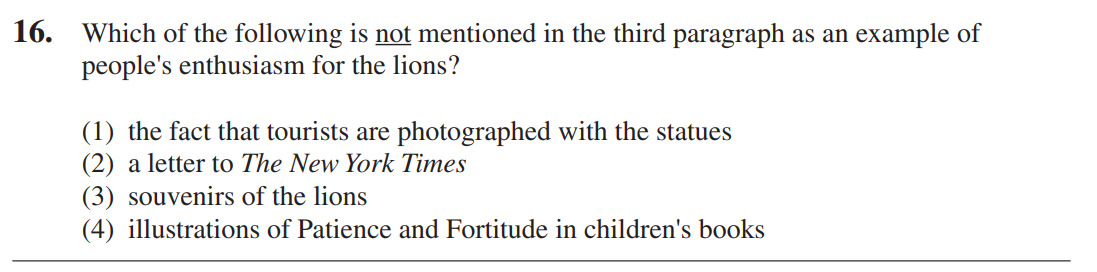 16. Which of the following is not mentioned in the third paragraph as an example of
people's enthusiasm for the lions?
(1) the fact that tourists are photographed with the statues
(2) a letter to The New York Times
(3) souvenirs of the lions
(4) illustrations of Patience and Fortitude in children's books